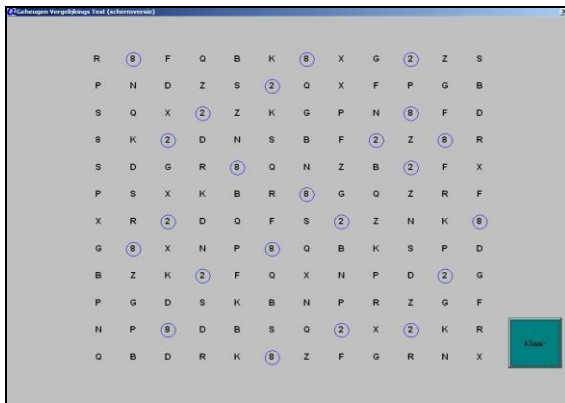 Geheugen Vergelijkings Test (schermversie)
R 8 F Q B K 8 X G 2 Z S
P N D Z S 2 Q X F P G B
S Q X 2 Z K G P N 8 F D
8 K 2 D N S B F 2 Z 8 R
S D G R 8 Q N Z B 2 F X
P S X K B R 8 G Q Z R F
X R 2 D Q F S 2 Z N K 8
G 8 X N P 8 Q B K S P D
B Z K 2 F Q X N P D 2 G
P G D S K B N P R Z G F
N P 8 D B S Q 2 X 2 K R
Klaar
Q B D R K 8 Z F G R N X